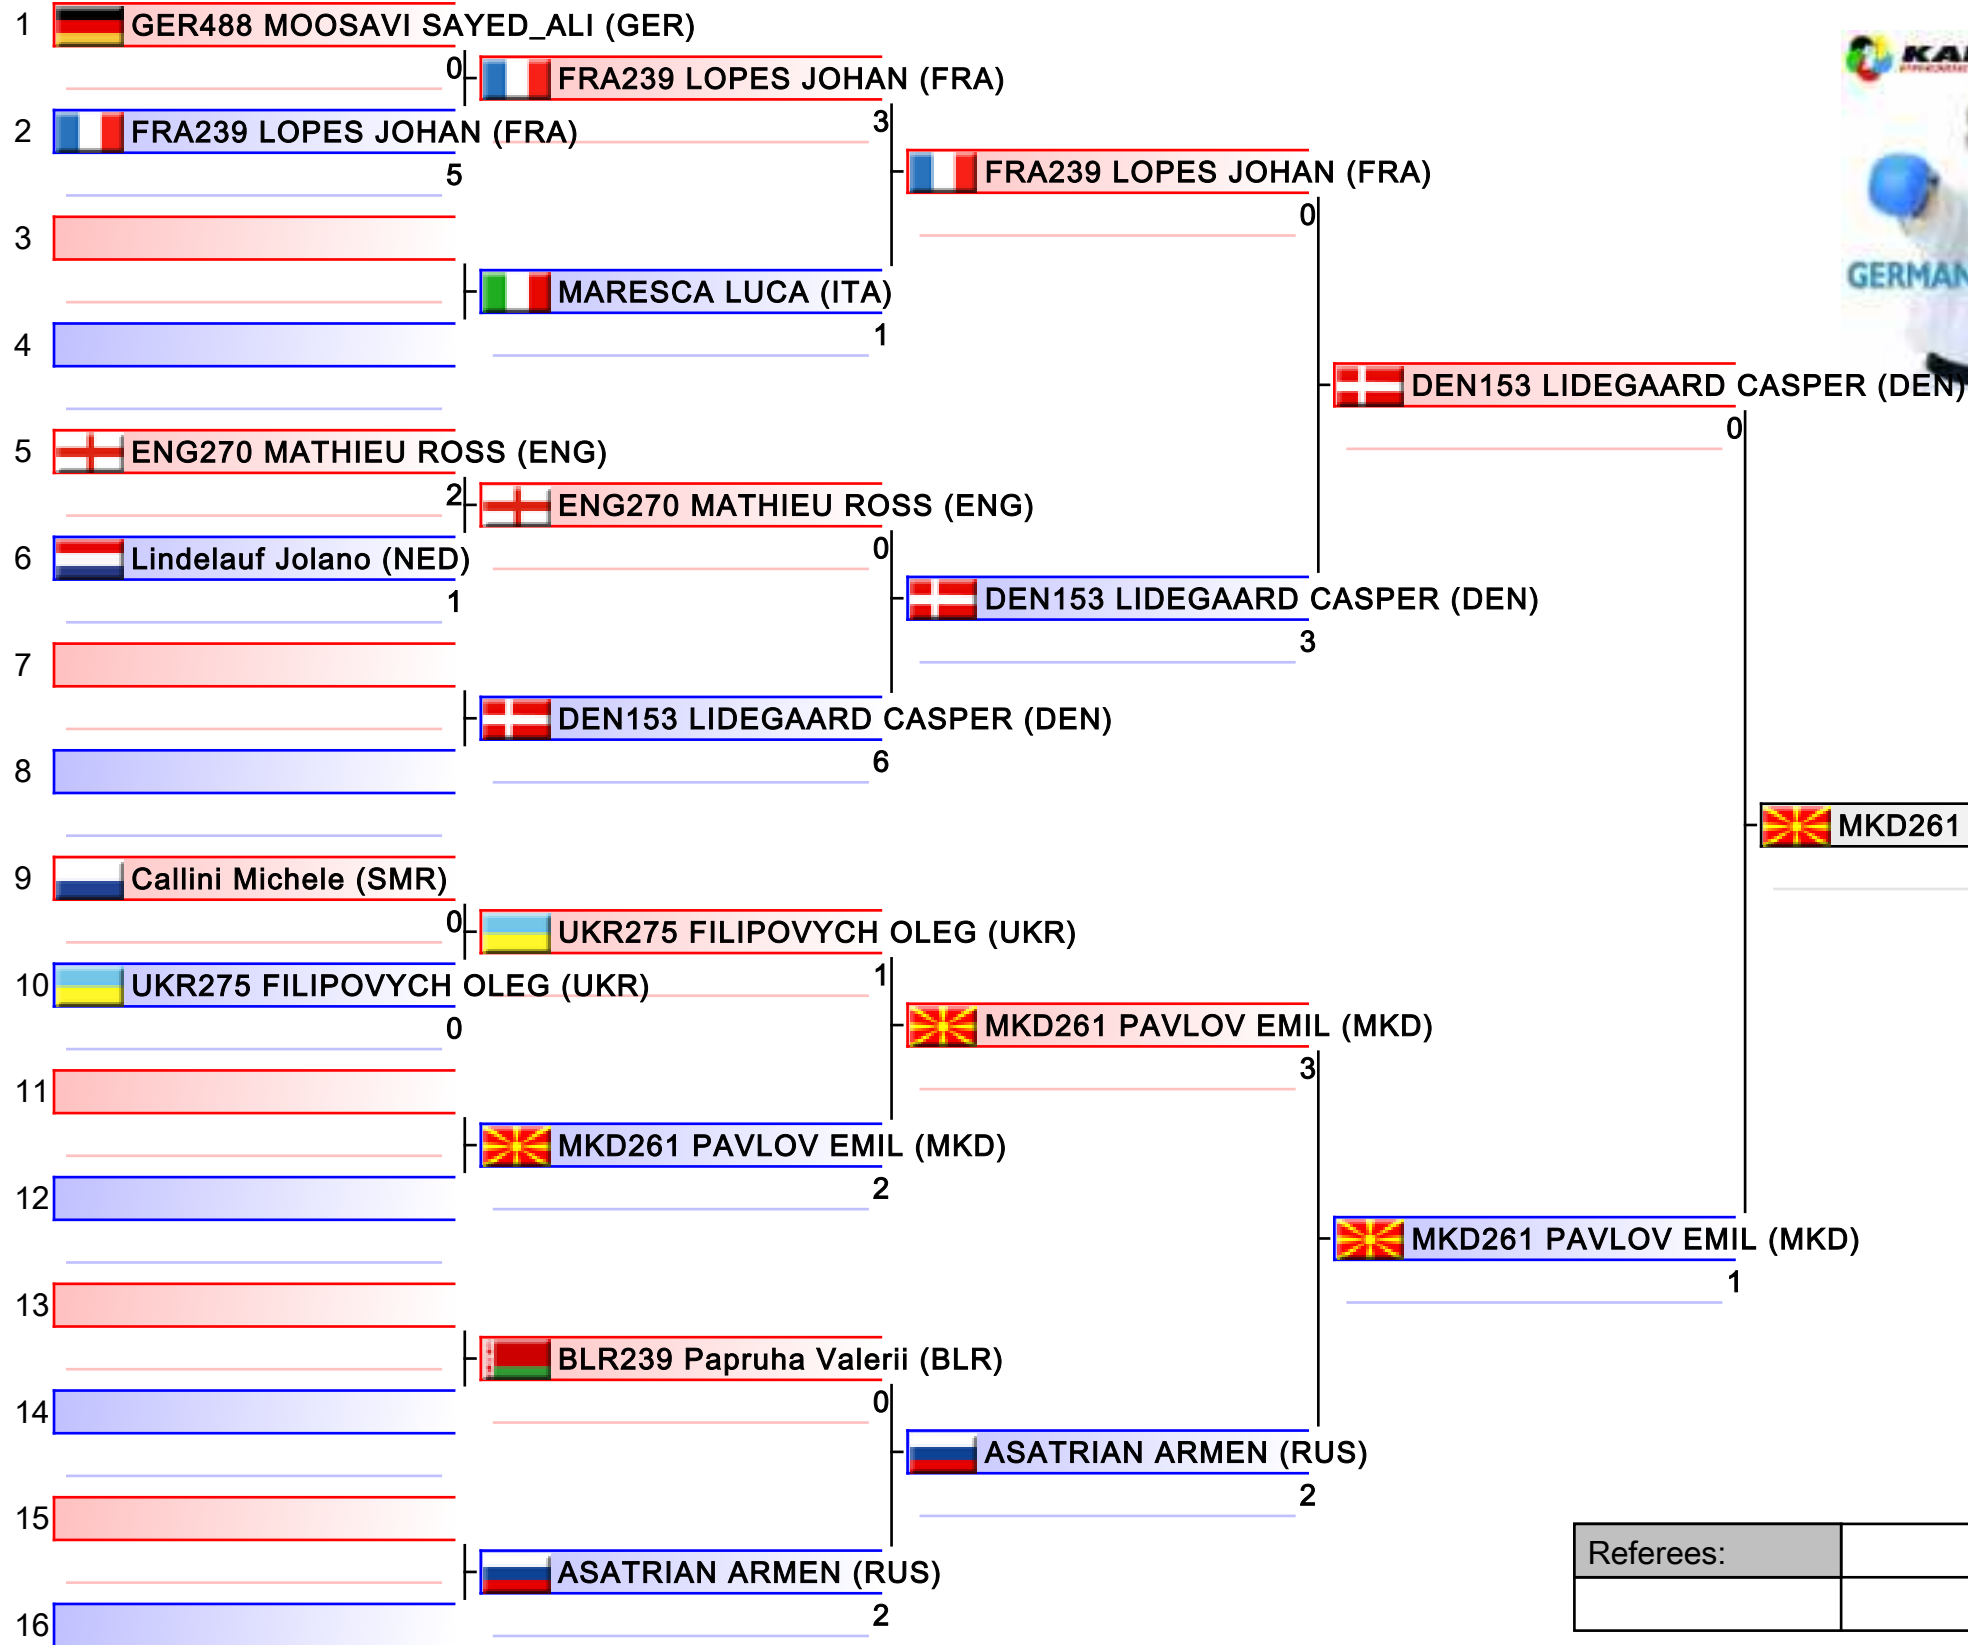 1 GER488 MOOSAVI SAYED_ALI (GER)
0
FRA239 LOPES JOHAN (FRA)
3
2 FRA239 LOPES JOHAN (FRA)
5
FRA239 LOPES JOHAN (FRA)
0
3
MARESCA LUCA (ITA)
1
4
GERMAN
DEN153 LIDEGAARD CASPER (DEN)
0
5 ENG270 MATHIEU ROSS (ENG)
2
ENG270 MATHIEU ROSS (ENG)
0
6 Lindelauf Jolano (NED)
1
DEN153 LIDEGAARD CASPER (DEN)
3
7
DEN153 LIDEGAARD CASPER (DEN)
6
8
MKD261
9 Callini Michele (SMR)
0
UKR275 FILIPOVYCH OLEG (UKR)
1
10 UKR275 FILIPOVYCH OLEG (UKR)
0
MKD261 PAVLOV EMIL (MKD)
3
11
MKD261 PAVLOV EMIL (MKD)
2
12
MKD261 PAVLOV EMIL (MKD)
1
13
BLR239 Papruha Valerii (BLR)
0
14
ASATRIAN ARMEN (RUS)
2
15
Referees:
ASATRIAN ARMEN (RUS)
2
16